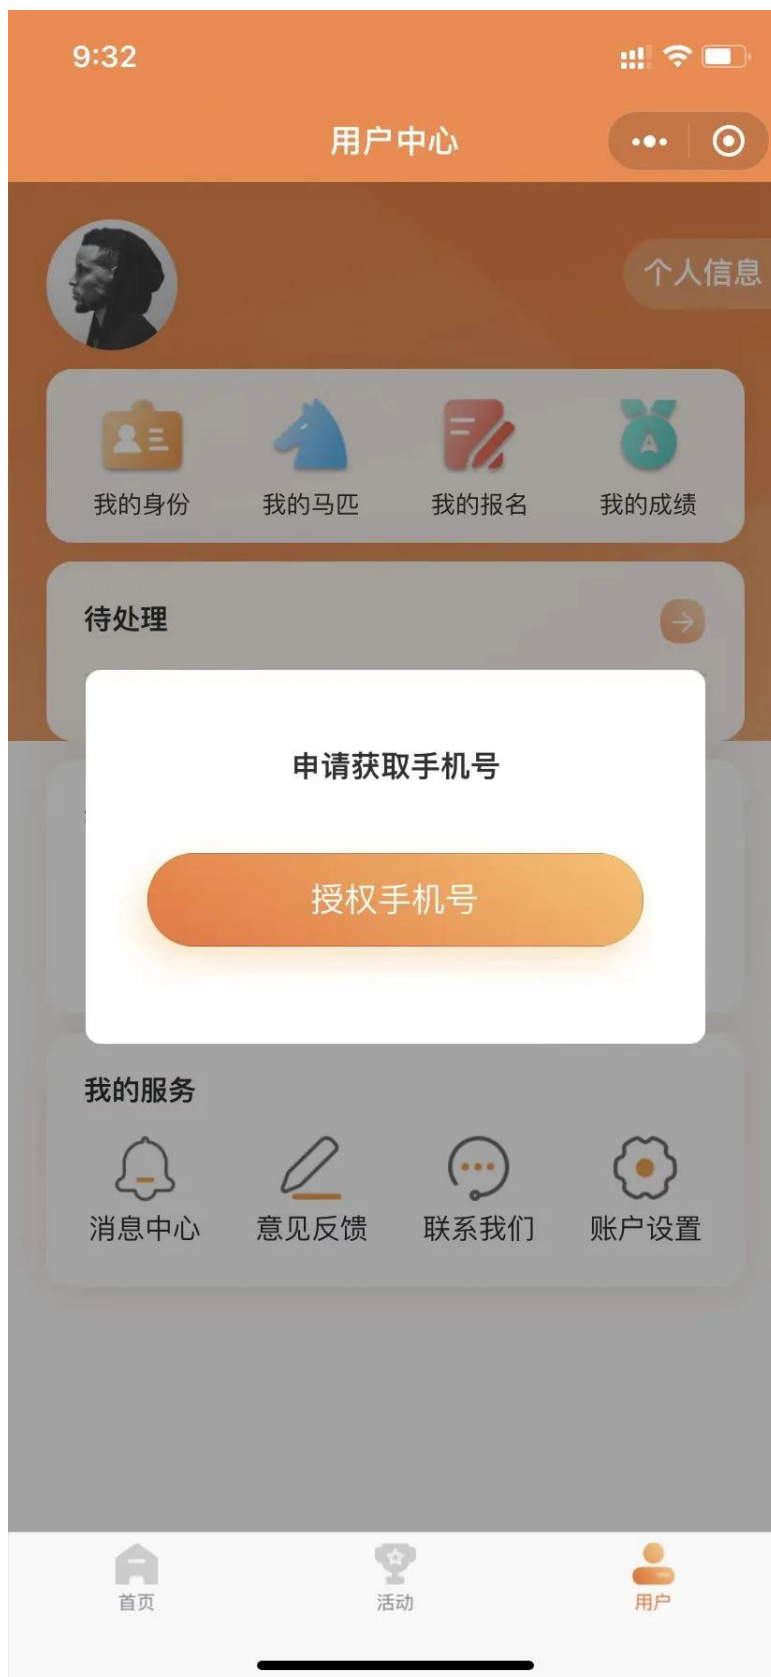 9:32
用户中心
个人信息
我的身份 我的马匹 我的报名 我的成绩
A
待处理
申请获取手机号
授权手机号
我的服务
消息中心 意见反馈 联系我们 账户设置
首页 活动 用户